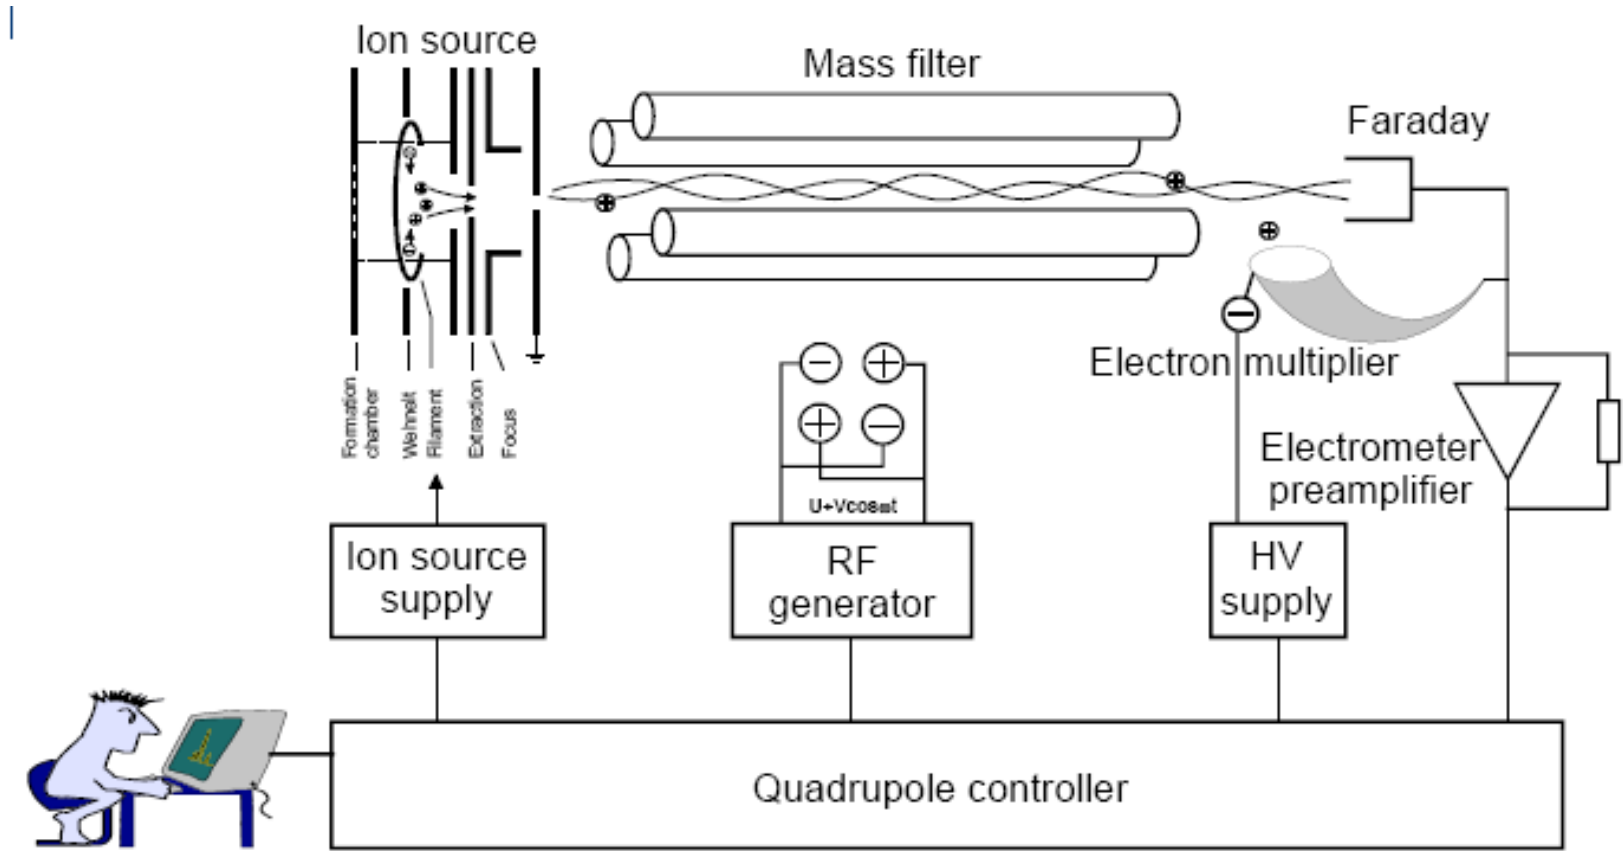 Ion source
Mass filter
Faraday
Formation
chamber
Wehnelt
Filament
Extraction
Focus
Electron multiplier
Electrometer
preamplifier
U+Vcosωt
Ion source
supply
RF
generator
HV
supply
Quadrupole controller